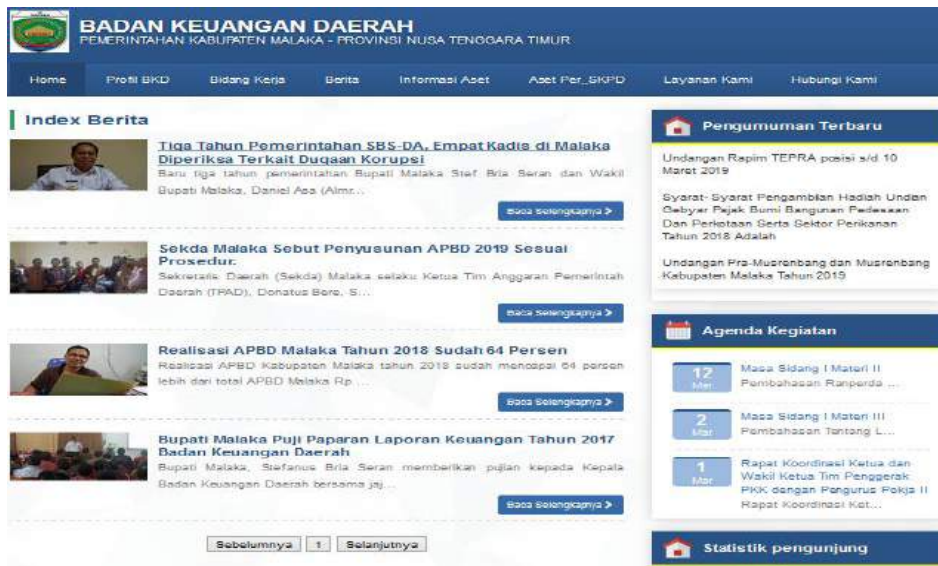 BADAN KEUANGAN DAERAH
PEMERINTAHAN KABUPATEN MALAKA - PROVINSI NUSA TENGGARA TIMUR
Home Profil BKD Bidang Kerja Berita Informasi Aset Aset Per_SKPD Layanan Kami Hubungi Kami
Index Berita
Tiga Tahun Pemerintahan SBS-DA, Empat Kadis di Malaka
Diperiksa Terkait Dugaan Korupsi
Baru tiga tahun pemerintahan Bupati Malaka Stef Bria Seran dan Wakil
Bupati Malaka, Daniel Asa (Almr...
Baca Selengkapnya >
Sekda Malaka Sebut Penyusunan APBD 2019 Sesuai
Prosedur.
Sekretaris Daerah (Sekda) Malaka selaku Ketua Tim Anggaran Pemerintah
Daerah (TPAD), Donatus Bere, S...
Baca Selengkapnya >
Realisasi APBD Malaka Tahun 2018 Sudah 64 Persen
Realisasi APBD Kabupaten Malaka tahun 2018 sudah mencapai 64 persen
lebih dari total APBD Malaka Rp ...
Baca Selengkapnya >
Bupati Malaka Puji Paparan Laporan Keuangan Tahun 2017
Badan Keuangan Daerah
Bupati Malaka, Stefanus Bria Seran memberikan pujian kepada Kepala
Badan Keuangan Daerah bersama jaj...
Baca Selengkapnya >
Sebelumnya 1 Selanjutnya
Pengumuman Terbaru
Undangan Rapim TEPRA posisi s/d 10
Maret 2019
Syarat-Syarat Pengambilan Hadiah Undian
Gebyar Pajak Bumi Bangunan Pedesaan
Dan Perkotaan Serta Sektor Perikanan
Tahun 2018 Adalah
Undangan Pra-Musrenbang dan Musrenbang
Kabupaten Malaka Tahun 2019
Agenda Kegiatan
12 Mar
Masa Sidang I Materi II
Pembahasan Ranperda ...
2 Mar
Masa Sidang I Materi III
Pembahasan Tentang L...
1 Mar
Rapat Koordinasi Ketua dan
Wakil Ketua Tim Penggerak
PKK dengan Pengurus Pokja II
Rapat Koordinasi Ket...
Statistik pengunjung